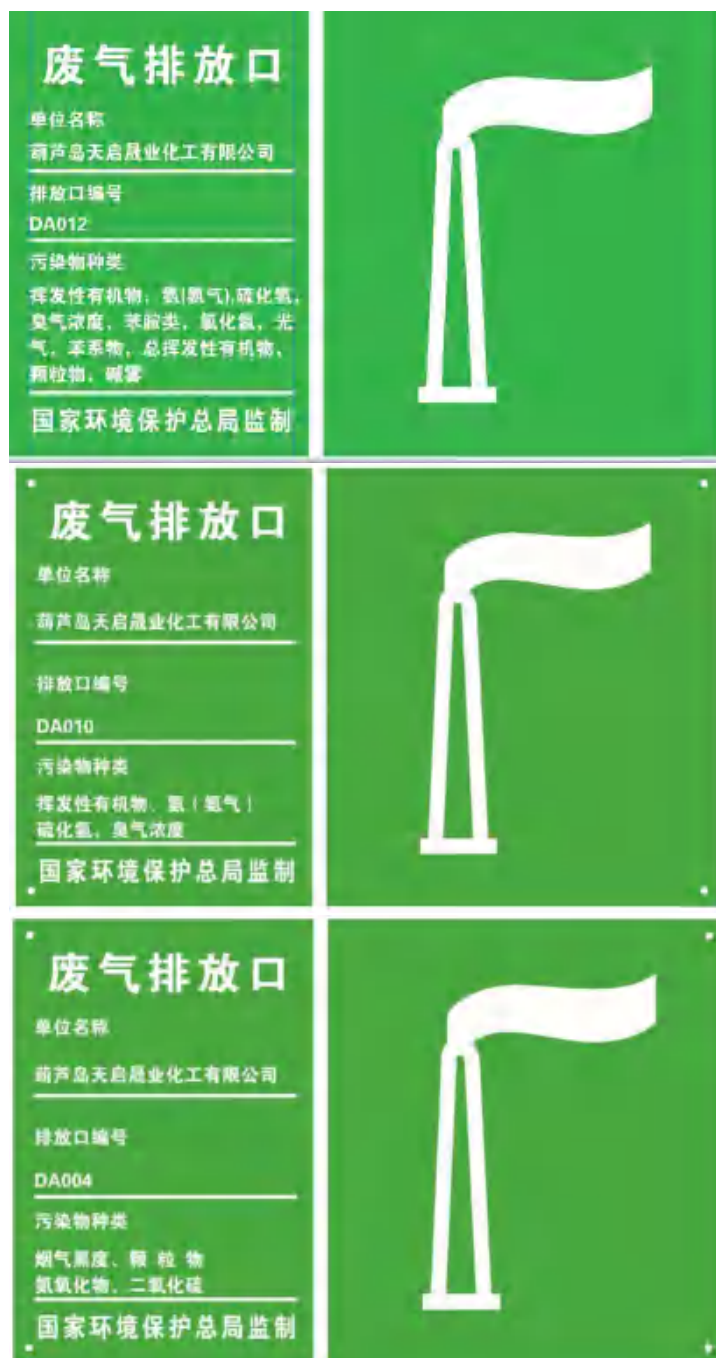 废气排放口
单位名称
葫芦岛天启晟业化工有限公司
排放口编号
DA012
污染物种类
挥发性有机物，氨(氨气),硫化氢，
臭气浓度，苯胺类，氯化氢，光
气，苯系物，总挥发性有机物，
颗粒物，碱雾
国家环境保护总局监制
废气排放口
单位名称
葫芦岛天启晟业化工有限公司
排放口编号
DA010
污染物种类
挥发性有机物、氨（氨气）
硫化氢，臭气浓度
国家环境保护总局监制
废气排放口
单位名称
葫芦岛天启晟业化工有限公司
排放口编号
DA004
污染物种类
烟气黑度、颗 粒 物
氮氧化物、二氧化硫
国家环境保护总局监制